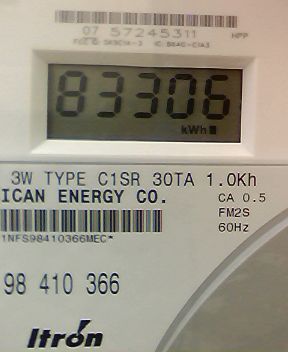 07 57245311 HPP
83306
kWh
3W TYPE C1SR 30TA 1.0Kh
ICAN ENERGY CO. CA 0.5
FM2S
60Hz
1NFS98410366MEC*
98 410 366
Itron